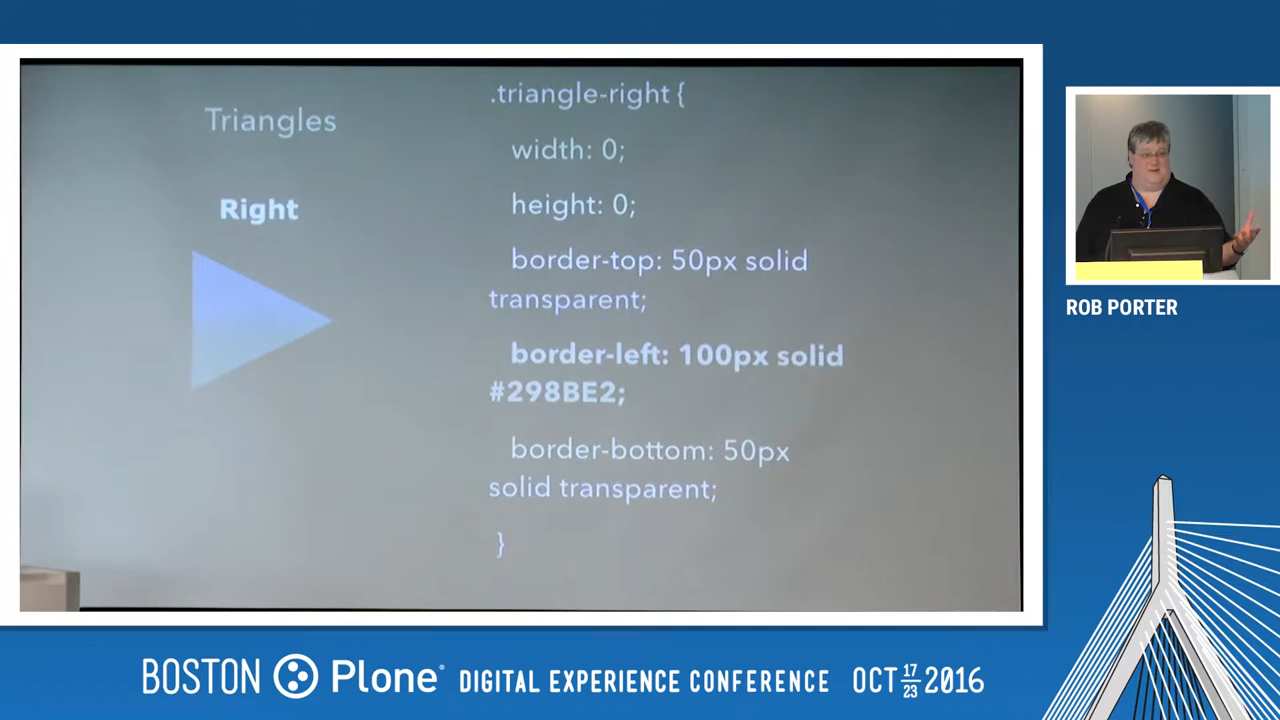 Triangles
Right
.triangle-right {
width: 0;
height: 0;
border-top: 50px solid
transparent;
border-left: 100px solid
#298BE2;
border-bottom: 50px
solid transparent;
}
ROB PORTER
BOSTON Plone® DIGITAL EXPERIENCE CONFERENCE OCT 17 23 2016